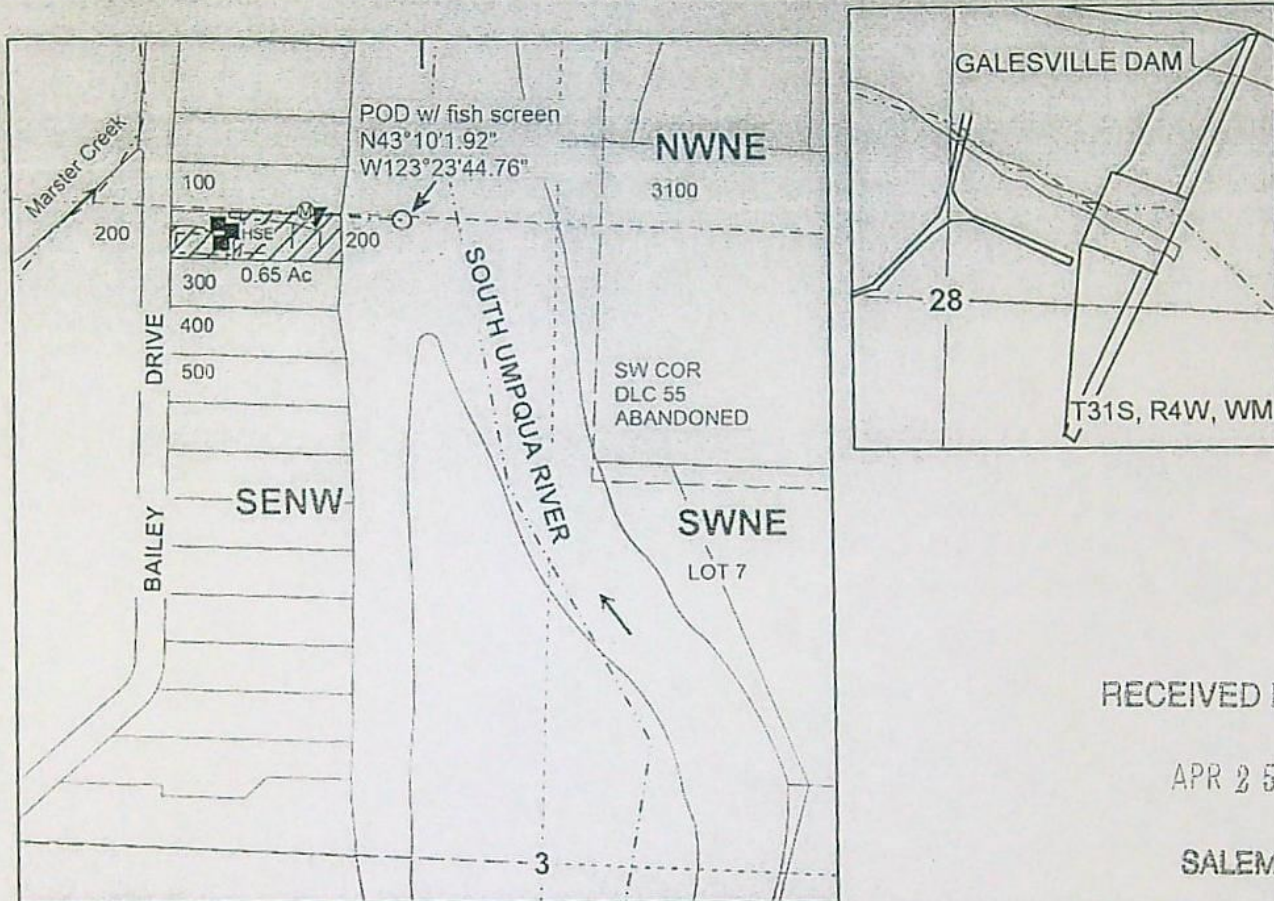 GALESVILLE DAM
28
T31S, R4W, WM
POD w/ fish screen
N43°10'1.92"
W123°23'44.76"
NWNE
3100
Marster Creek
100
200
M
HSE
200
300
0.65 Ac
400
500
BAILEY DRIVE
SOUTH UMPQUA RIVER
SW COR
DLC 55
ABANDONED
SENW
SWNE
LOT 7
3
RECEIVED
APR 25
SALEM